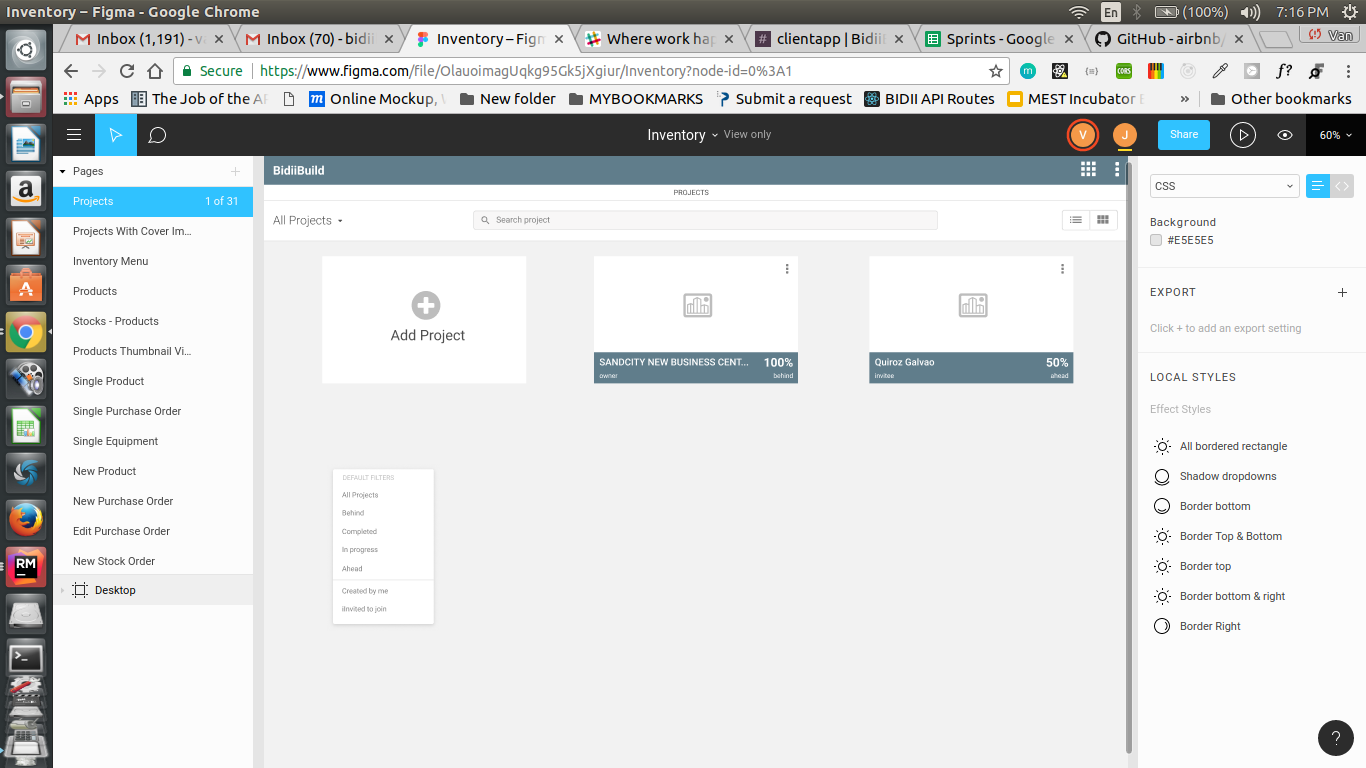 Inventory – Figma - Google Chrome
En
(100%)
7:16 PM
Inbox (1,191) - va
Inbox (70) - bidii
Inventory – Figm
Where work hap
clientapp | BidiiB
Sprints - Google
GitHub - airbnb/
Van
Secure
https://www.figma.com/file/OlauoimagUqkg95Gk5jXgiur/Inventory?node-id=0%3A1
CORS
f?
Apps
The Job of the AP
Online Mockup, W
New folder
MYBOOKMARKS
Submit a request
BIDII API Routes
MEST Incubator
»
Other bookmarks
Inventory
View only
V
J
Share
60%
Pages
Projects
1 of 31
Projects With Cover Im...
Inventory Menu
Products
Stocks - Products
Products Thumbnail Vi...
Single Product
Single Purchase Order
Single Equipment
New Product
New Purchase Order
Edit Purchase Order
New Stock Order
Desktop
BidiiBuild
PROJECTS
All Projects
Search project
Add Project
SANDCITY NEW BUSINESS CENT...
100%
owner
behind
Quiroz Galvao
50%
invitee
ahead
DEFAULT FILTERS
All Projects
Behind
Completed
In progress
Ahead
Created by me
iInvited to join
CSS
Background
#E5E5E5
EXPORT
Click + to add an export setting
LOCAL STYLES
Effect Styles
All bordered rectangle
Shadow dropdowns
Border bottom
Border Top & Bottom
Border top
Border bottom & right
Border Right
?
RM